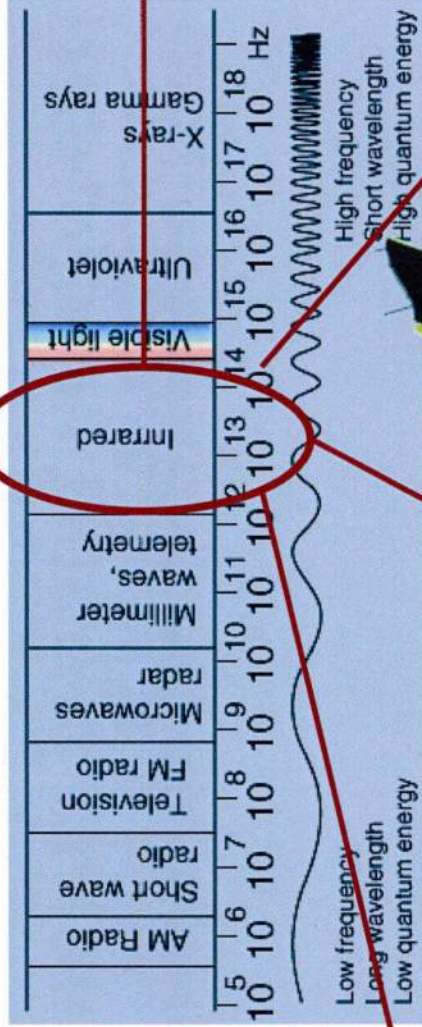 AM Radio
Short wave
radio
Television
FM radio
Microwaves
radar
Millimeter
waves,
telemetry
Inrrared
Visible light
Ultraviolet
X-rays
Gamma rays
10^5 10^6 10^7 10^8 10^9 10^10 10^11 10^12 10^13 10^14 10^15 10^16 10^17 10^18 Hz
Low frequency
Long wavelength
Low quantum energy
High frequency
Short wavelength
High quantum energy